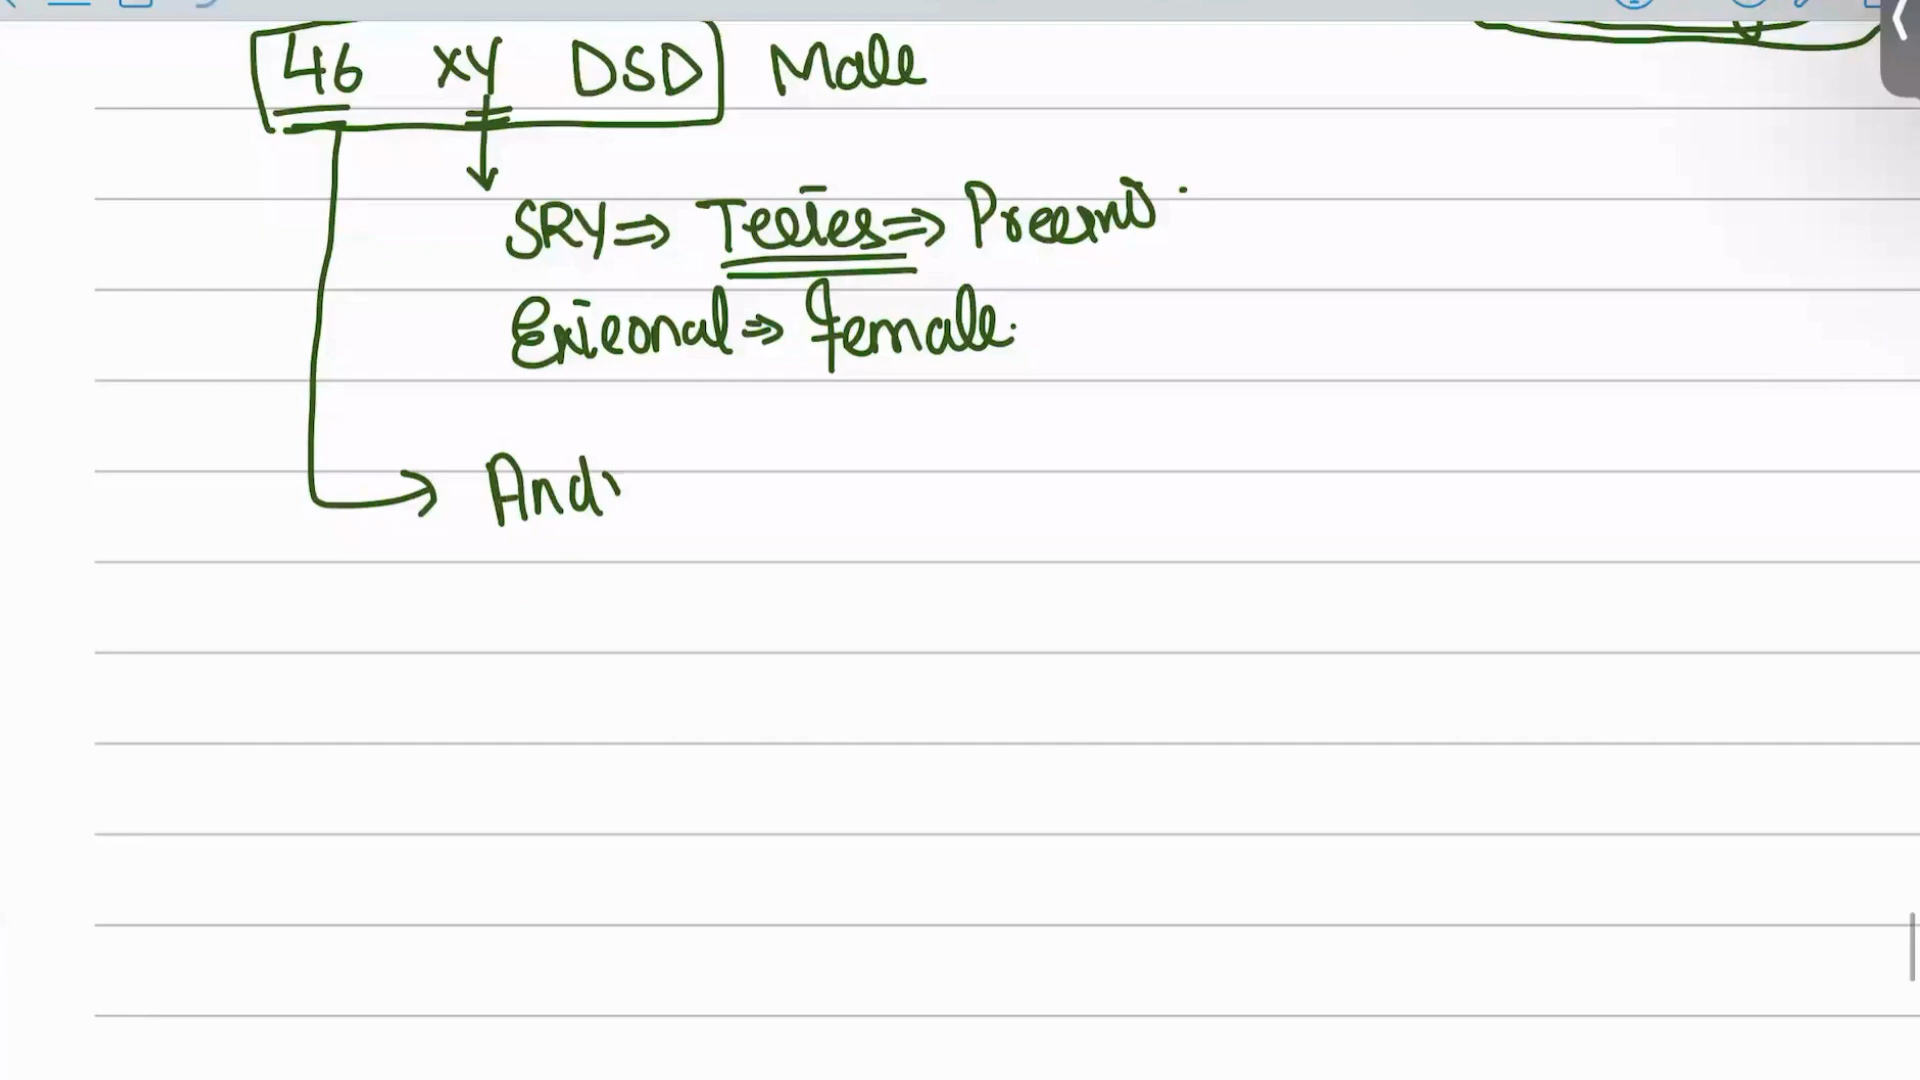 46 XY DSD Male
SRY ⇒ Testes ⇒ Present.
External ⇒ female.
→ And